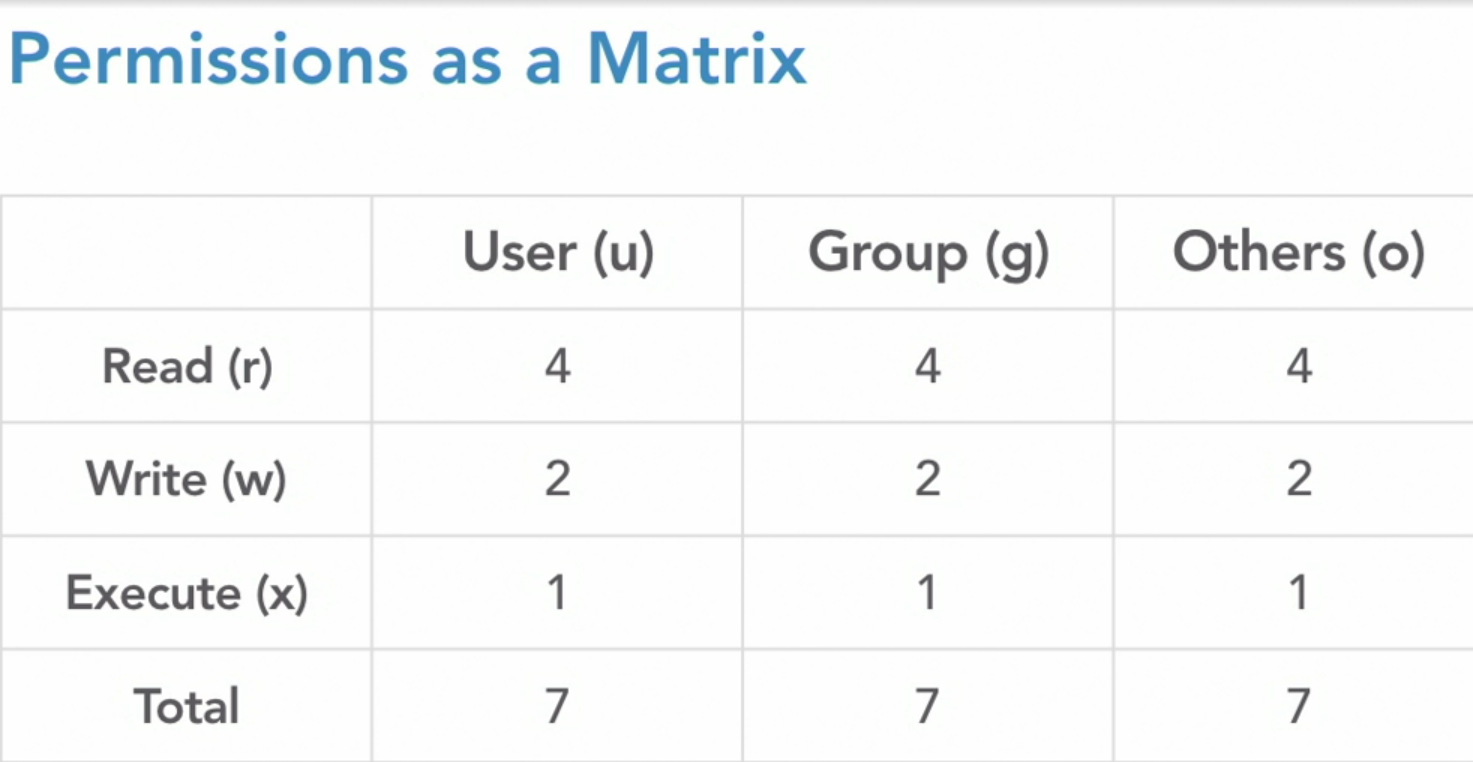 Permissions as a Matrix
User (u) Group (g) Others (o)
Read (r) 4 4 4
Write (w) 2 2 2
Execute (x) 1 1 1
Total 7 7 7